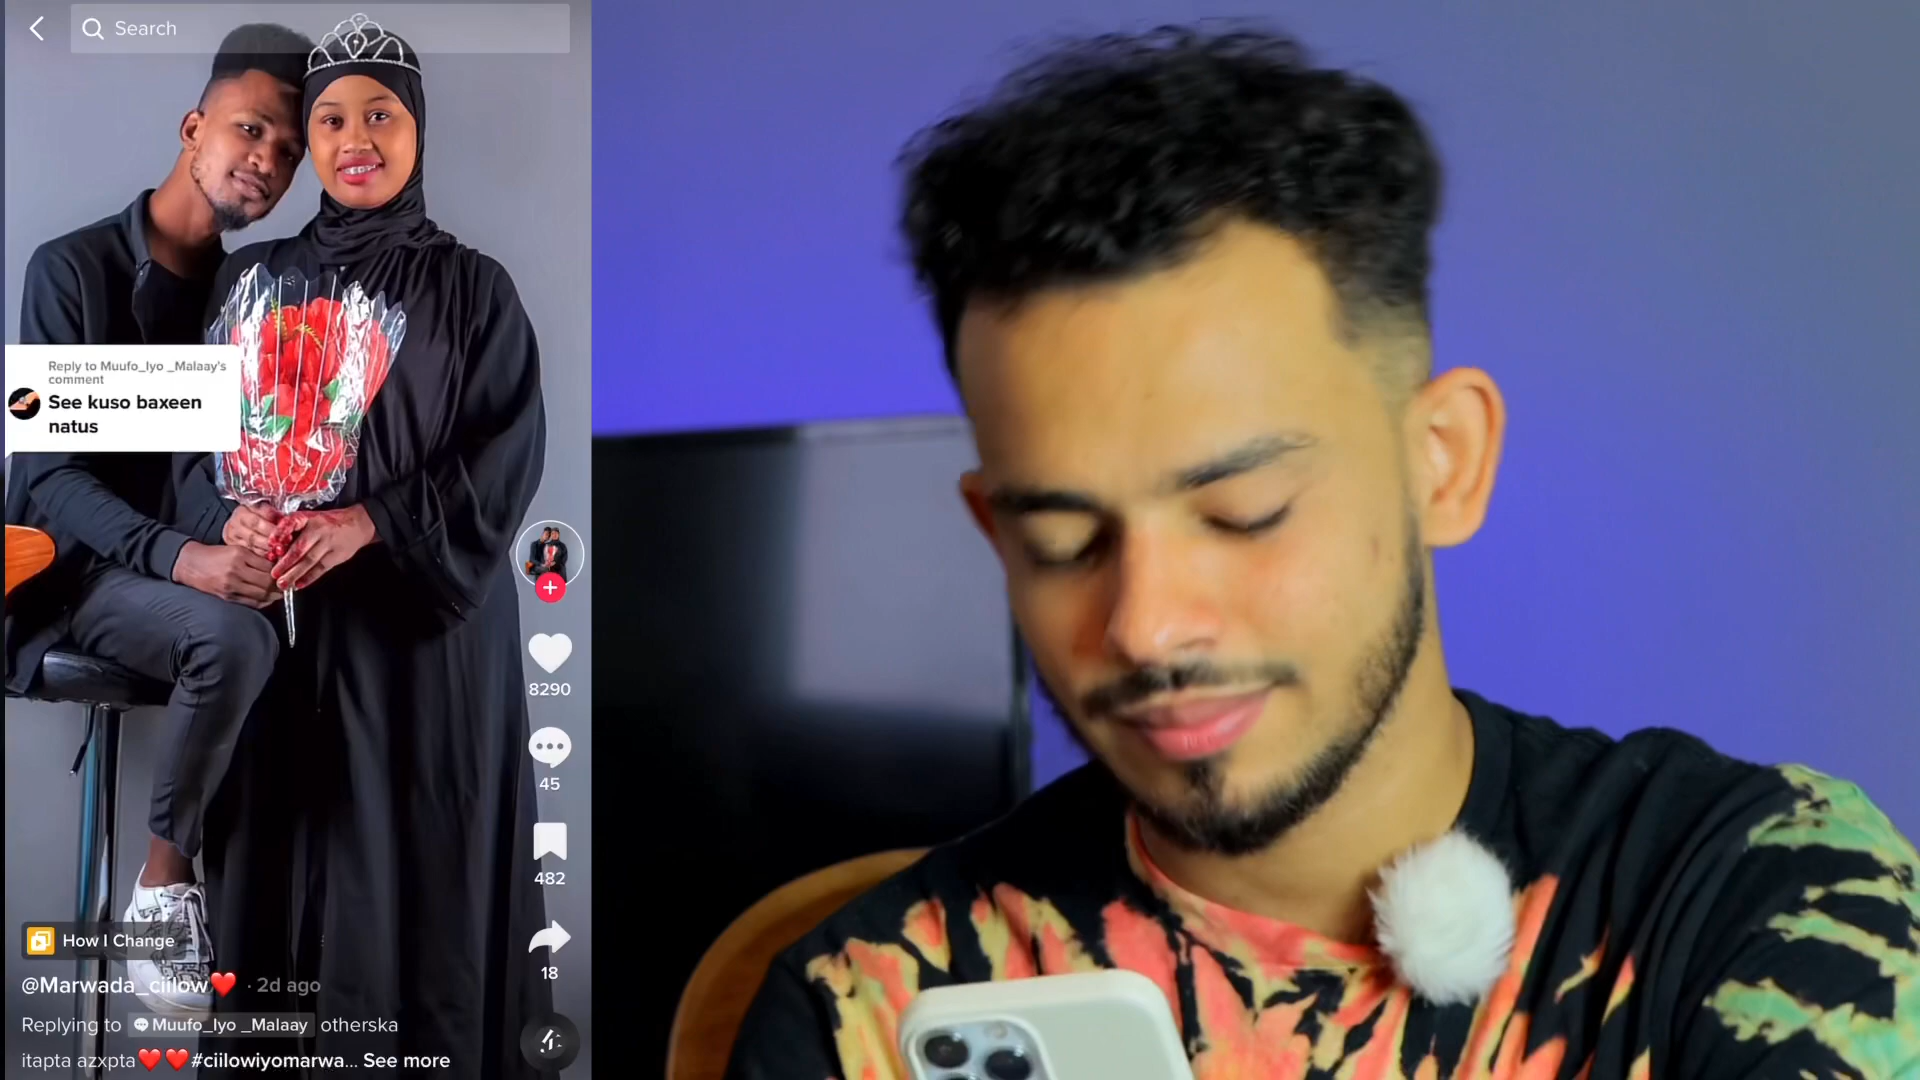 Search
Reply to Muufo_Iyo _Malaay's
comment
See kuso baxeen
natus
8290
45
482
18
How I Change
@Marwada_ciilow❤️ · 2d ago
Replying to Muufo_Iyo _Malaay otherska
itapta azxpta❤️❤️#ciilowiyomarwa... See more